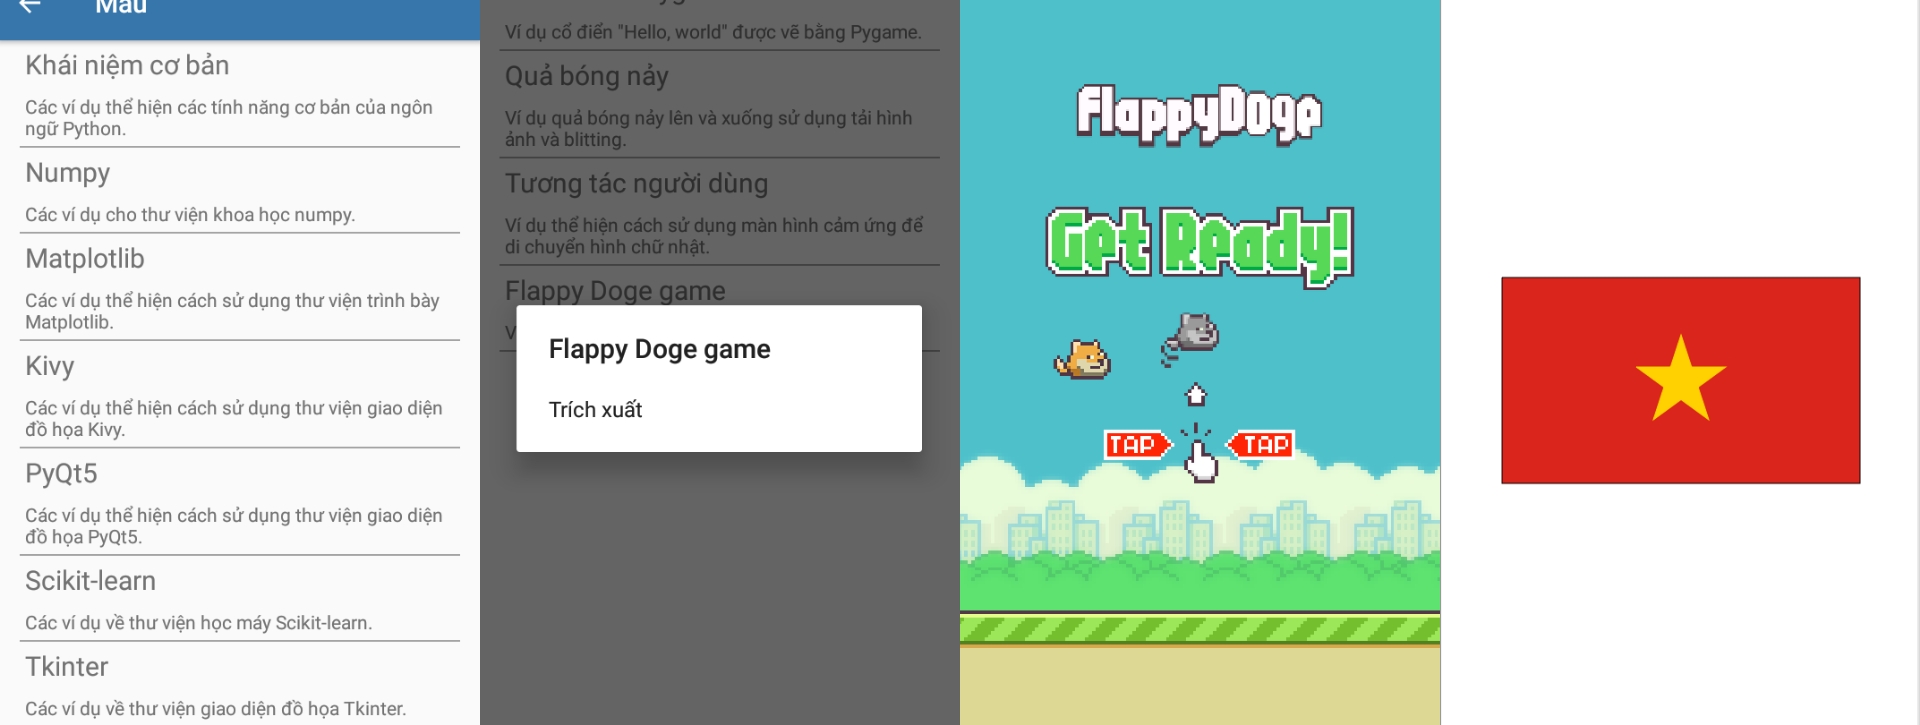 Mẫu
Khái niệm cơ bản
Các ví dụ thể hiện các tính năng cơ bản của ngôn
ngữ Python.
Numpy
Các ví dụ cho thư viện khoa học numpy.
Matplotlib
Các ví dụ thể hiện cách sử dụng thư viện trình bày
Matplotlib.
Kivy
Các ví dụ thể hiện cách sử dụng thư viện giao diện
đồ họa Kivy.
PyQt5
Các ví dụ thể hiện cách sử dụng thư viện giao diện
đồ họa PyQt5.
Scikit-learn
Các ví dụ về thư viện học máy Scikit-learn.
Tkinter
Các ví dụ về thư viện giao diện đồ họa Tkinter.
Ví dụ cổ điển "Hello, world" được vẽ bằng Pygame.
Quả bóng nảy
Ví dụ quả bóng nảy lên và xuống sử dụng tải hình
ảnh và blitting.
Tương tác người dùng
Ví dụ thể hiện cách sử dụng màn hình cảm ứng để
di chuyển hình chữ nhật.
Flappy Doge game
Flappy Doge game
Trích xuất
FlappyDoge
Get Ready!
TAP TAP